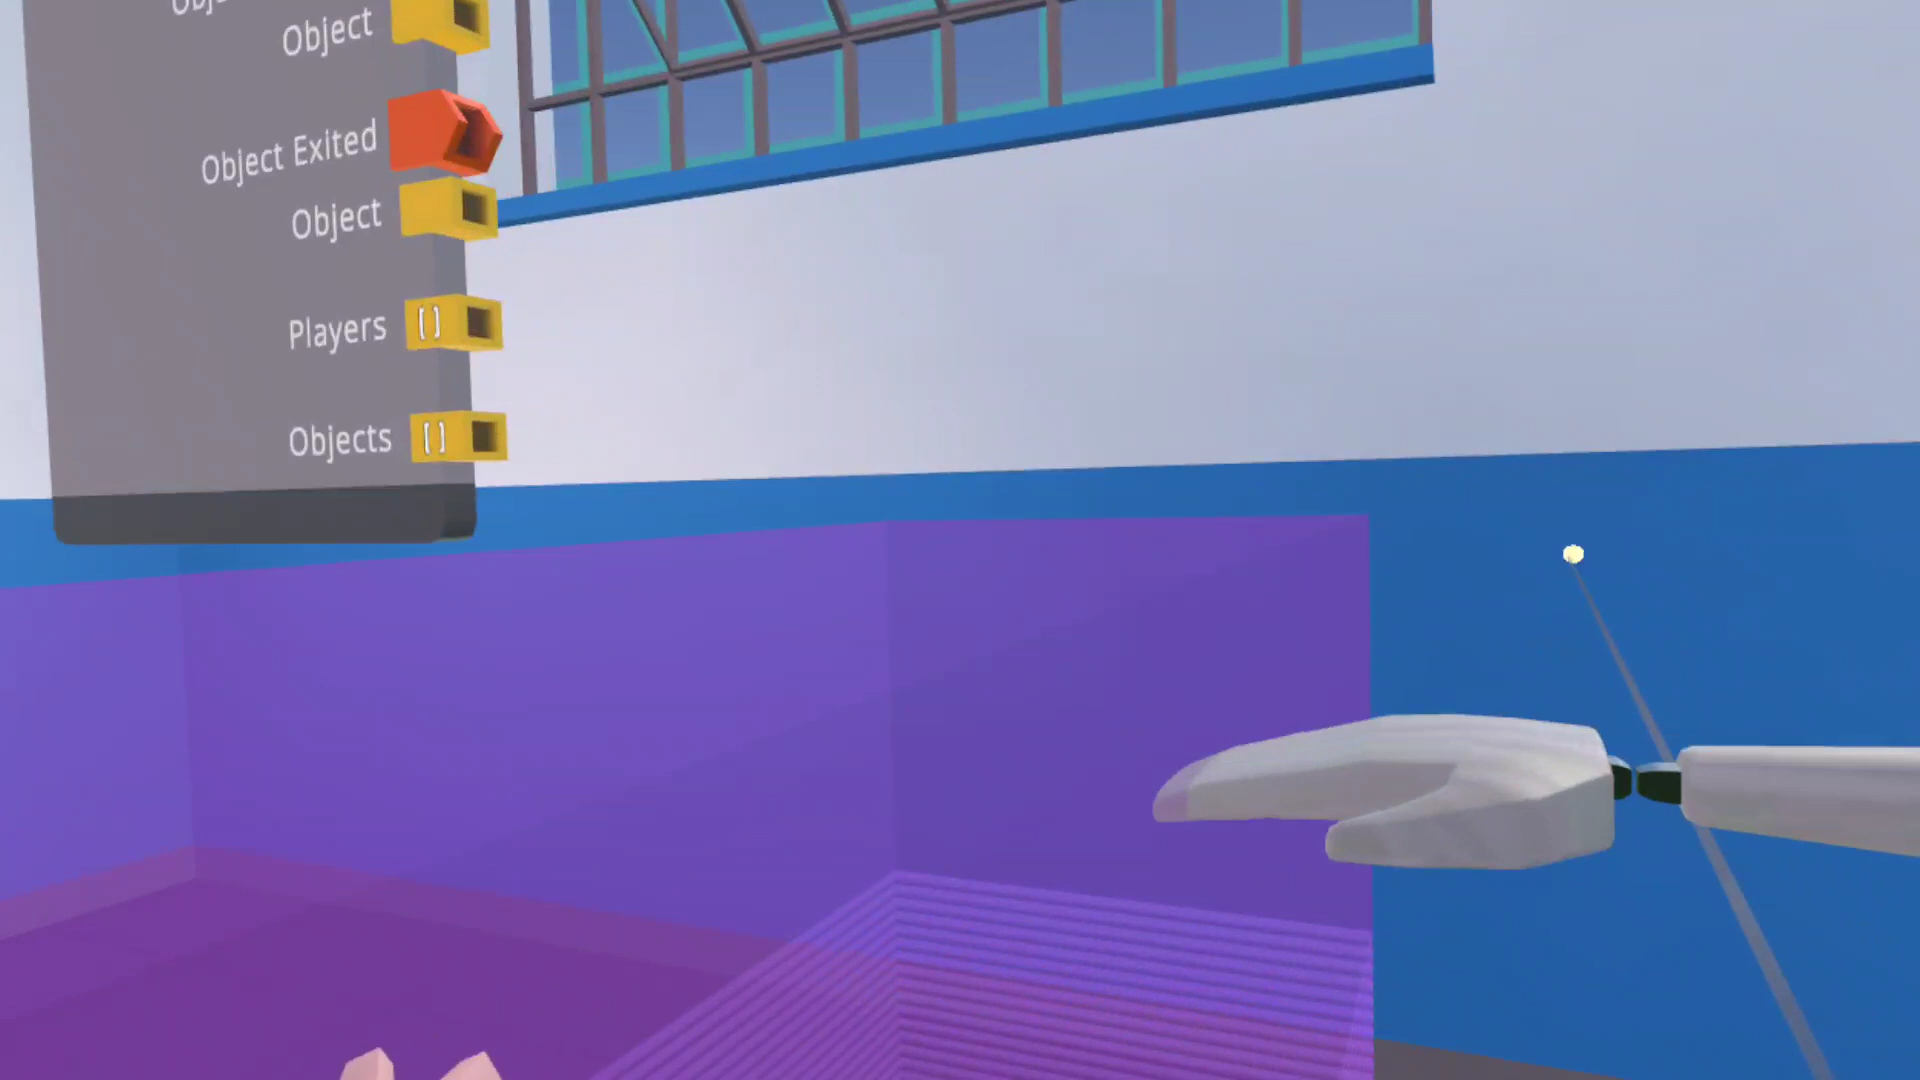 Object
Object Exited
Object
Players
[ ]
Objects
[ ]